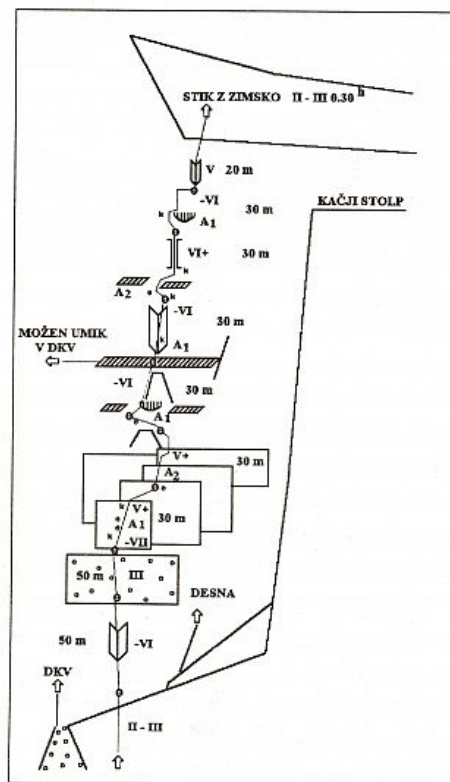 STIK Z ZIMSKO II - III 0.30 h
V 20 m
-VI
KAČJI STOLP
k
30 m
A1
VI+ 30 m
k
A2
k
-VI
30 m
MOŽEN UMIK
V DKV
A1
k
-VI
30 m
A1
V+
30 m
A2
k V+
A1 30 m
k
-VII
50 m III
DESNA
50 m -VI
DKV
II - III